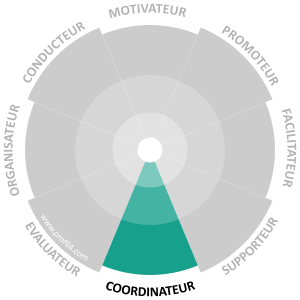 MOTIVATEUR
PROMOTEUR
FACILITATEUR
SUPPORTEUR
COORDINATEUR
EVALUATEUR
ORGANISATEUR
CONDUCTEUR
www.profil4.com